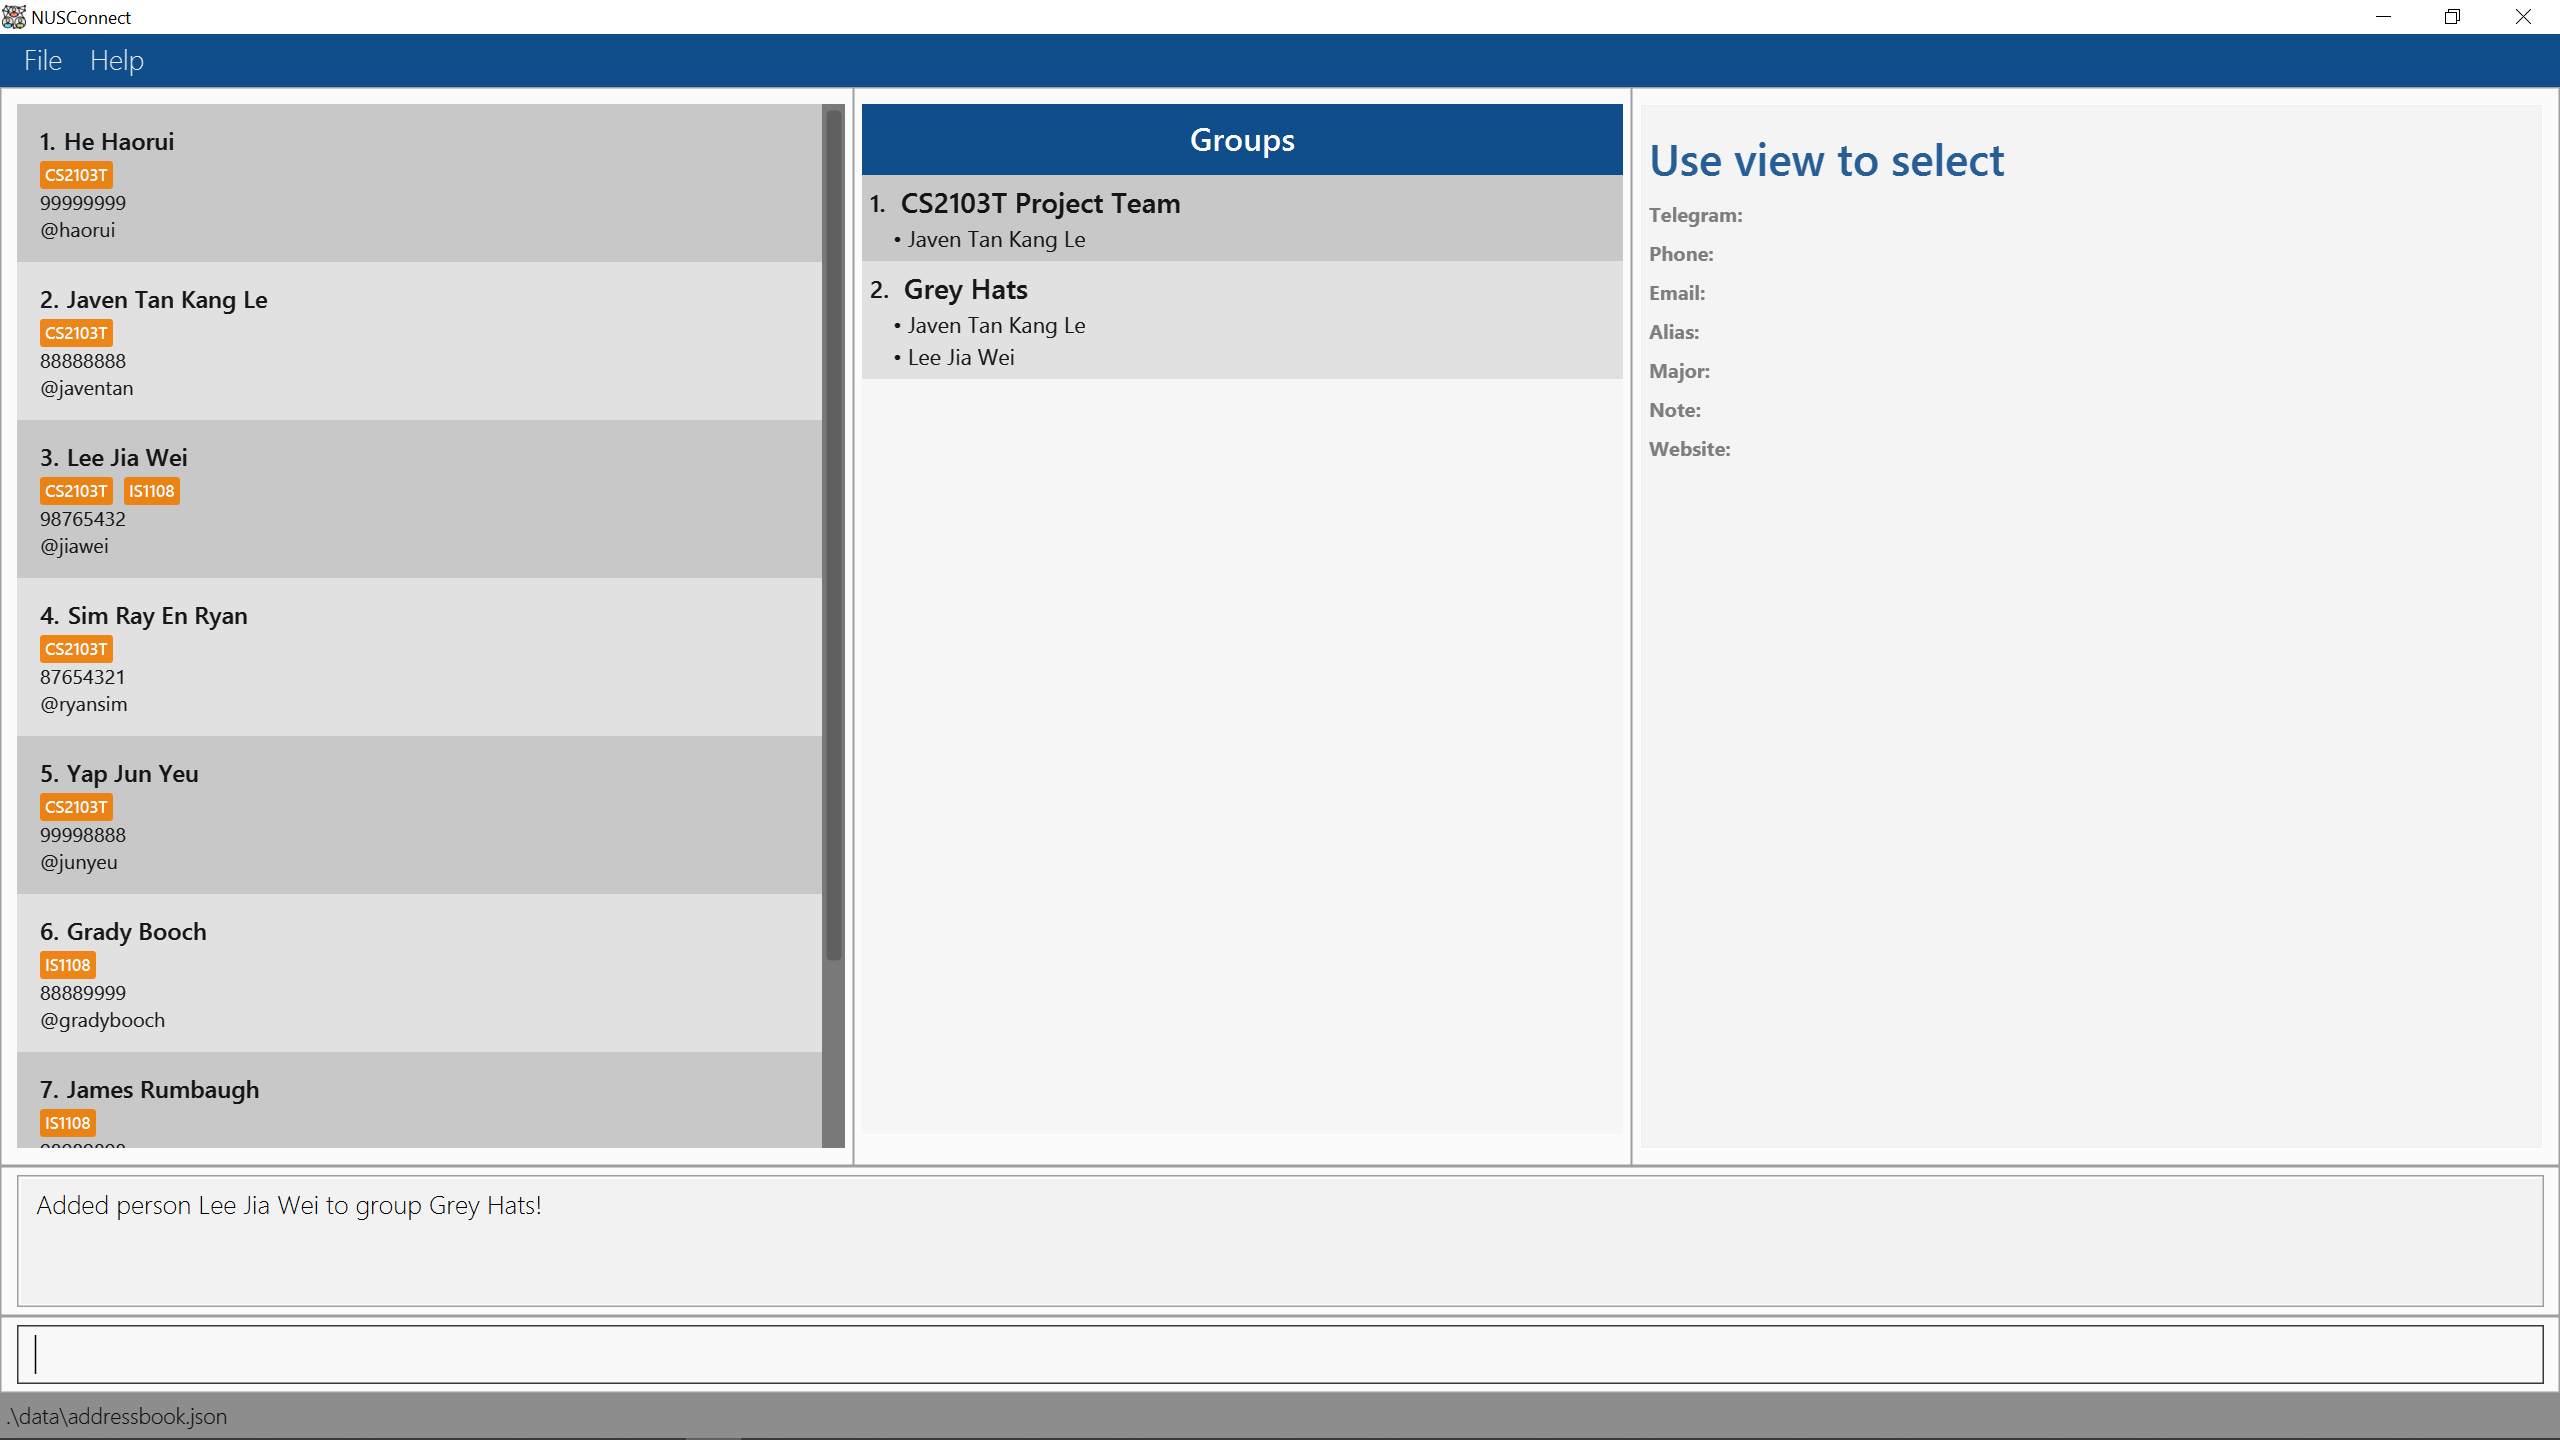 NUSConnect
File Help
1. He Haorui
CS2103T
99999999
@haorui
2. Javen Tan Kang Le
CS2103T
88888888
@javentan
3. Lee Jia Wei
CS2103T IS1108
98765432
@jiawei
4. Sim Ray En Ryan
CS2103T
87654321
@ryansim
5. Yap Jun Yeu
CS2103T
99998888
@junyeu
6. Grady Booch
IS1108
88889999
@gradybooch
7. James Rumbaugh
IS1108
Groups
1. CS2103T Project Team
• Javen Tan Kang Le
2. Grey Hats
• Javen Tan Kang Le
• Lee Jia Wei
Use view to select
Telegram:
Phone:
Email:
Alias:
Major:
Note:
Website:
Added person Lee Jia Wei to group Grey Hats!
.\data\addressbook.json